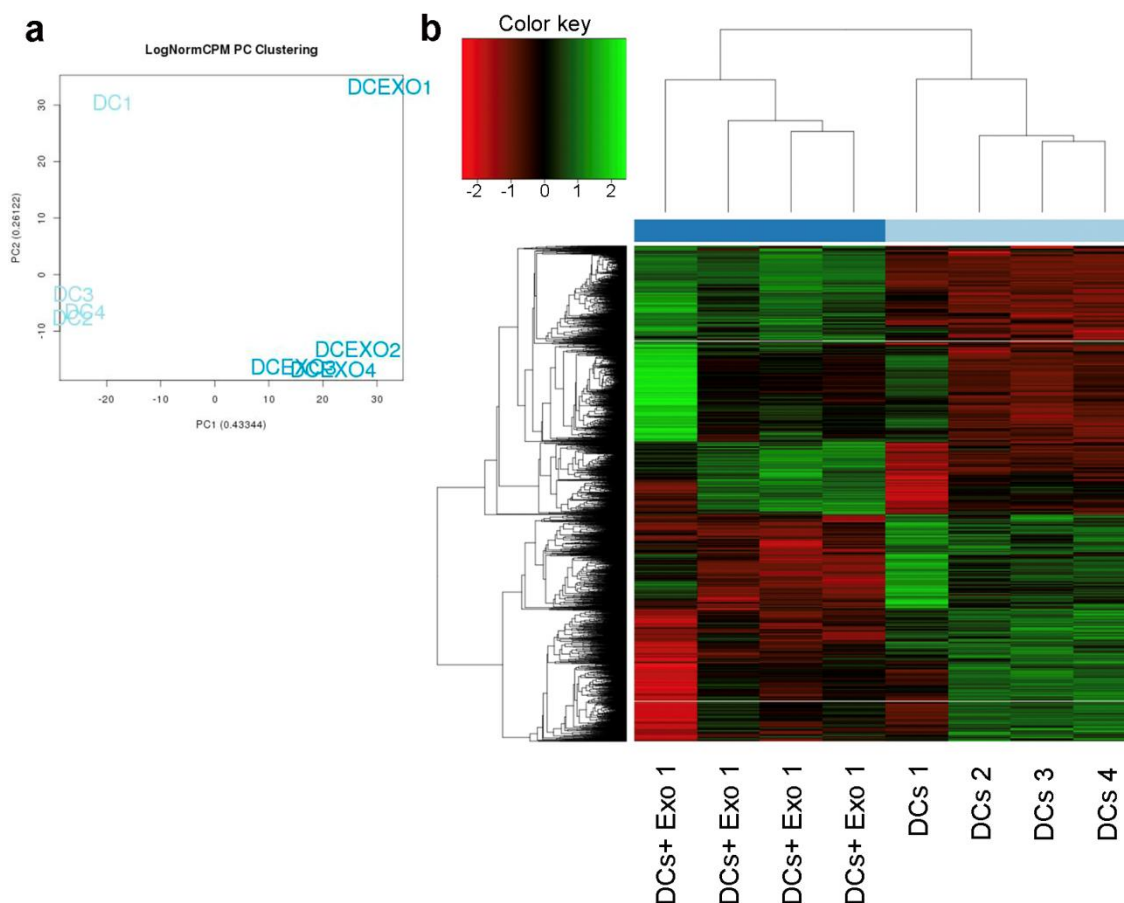 a
LogNormCPM PC Clustering
DC1
DCEXO1
DC3
DC4
DC2
DCEXO2
DCEXO3
DCEXO4
PC2 (0.26122)
30
20
10
0
-10
-20
-10
0
10
20
30
PC1 (0.43344)
b
Color key
-2 -1 0 1 2
DCs+ Exo 1
DCs+ Exo 1
DCs+ Exo 1
DCs+ Exo 1
DCs 1
DCs 2
DCs 3
DCs 4